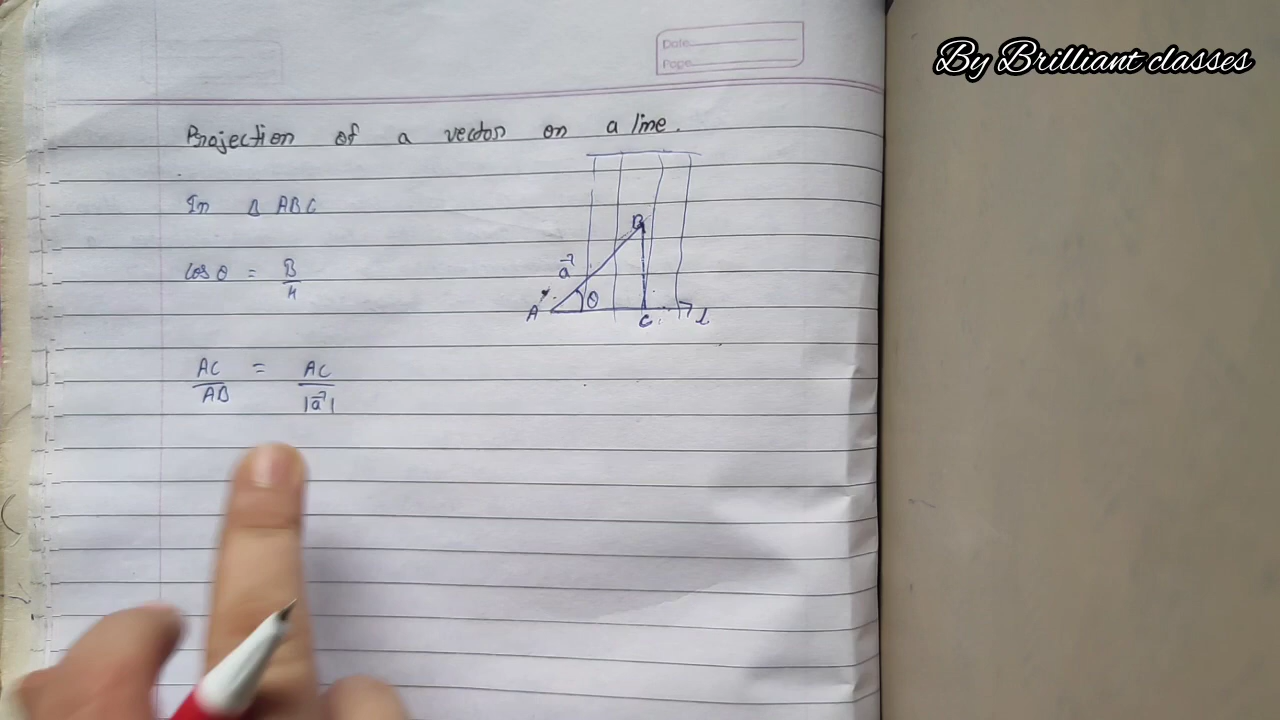 By Brilliant classes
Date
Page
Projection of a vector on a line.
In Δ ABC
cos θ = B/H
AC/AB = AC/|a⃗|
B
a⃗
θ
A
C
l